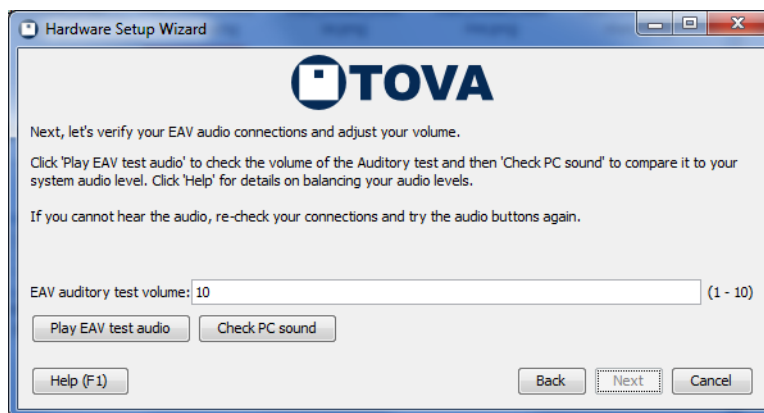 Hardware Setup Wizard
TOVA
Next, let's verify your EAV audio connections and adjust your volume.
Click 'Play EAV test audio' to check the volume of the Auditory test and then 'Check PC sound' to compare it to your
system audio level. Click 'Help' for details on balancing your audio levels.
If you cannot hear the audio, re-check your connections and try the audio buttons again.
EAV auditory test volume: 10 (1 - 10)
Play EAV test audio Check PC sound
Help (F1) Back Next Cancel